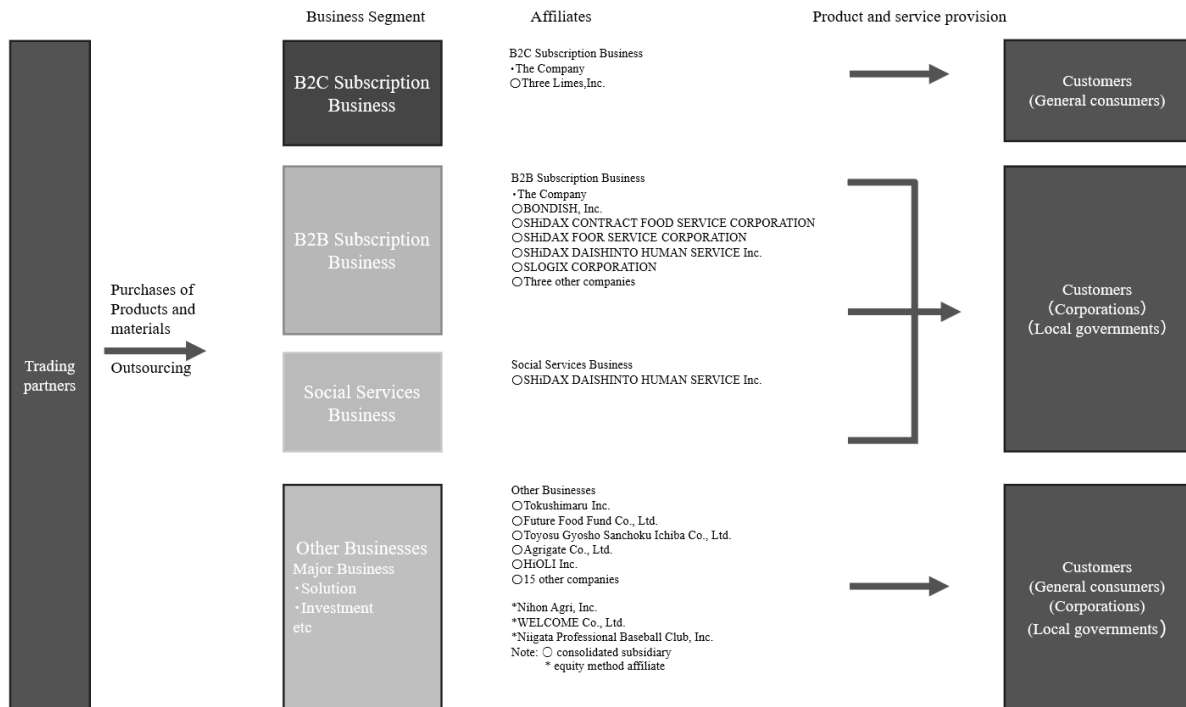 Business Segment
Affiliates
Product and service provision
Trading
partners
Purchases of
Products and
materials
Outsourcing
B2C Subscription
Business
B2C Subscription Business
・The Company
○Three Limes,Inc.
Customers
(General consumers)
B2B Subscription
Business
B2B Subscription Business
・The Company
○BONDISH, Inc.
○SHiDAX CONTRACT FOOD SERVICE CORPORATION
○SHiDAX FOOR SERVICE CORPORATION
○SHiDAX DAISHINTO HUMAN SERVICE Inc.
○SLOGIX CORPORATION
○Three other companies
Customers
(Corporations)
(Local governments)
Social Services
Business
Social Services Business
○SHiDAX DAISHINTO HUMAN SERVICE Inc.
Other Businesses
Major Business
・Solution
・Investment
etc
Other Businesses
○Tokushimaru Inc.
○Future Food Fund Co., Ltd.
○Toyosu Gyosho Sanchoku Ichiba Co., Ltd.
○Agrigate Co., Ltd.
○HiOLI Inc.
○15 other companies
*Nihon Agri, Inc.
*WELCOME Co., Ltd.
*Niigata Professional Baseball Club, Inc.
Note: ○ consolidated subsidiary
* equity method affiliate
Customers
(General consumers)
(Corporations)
(Local governments)